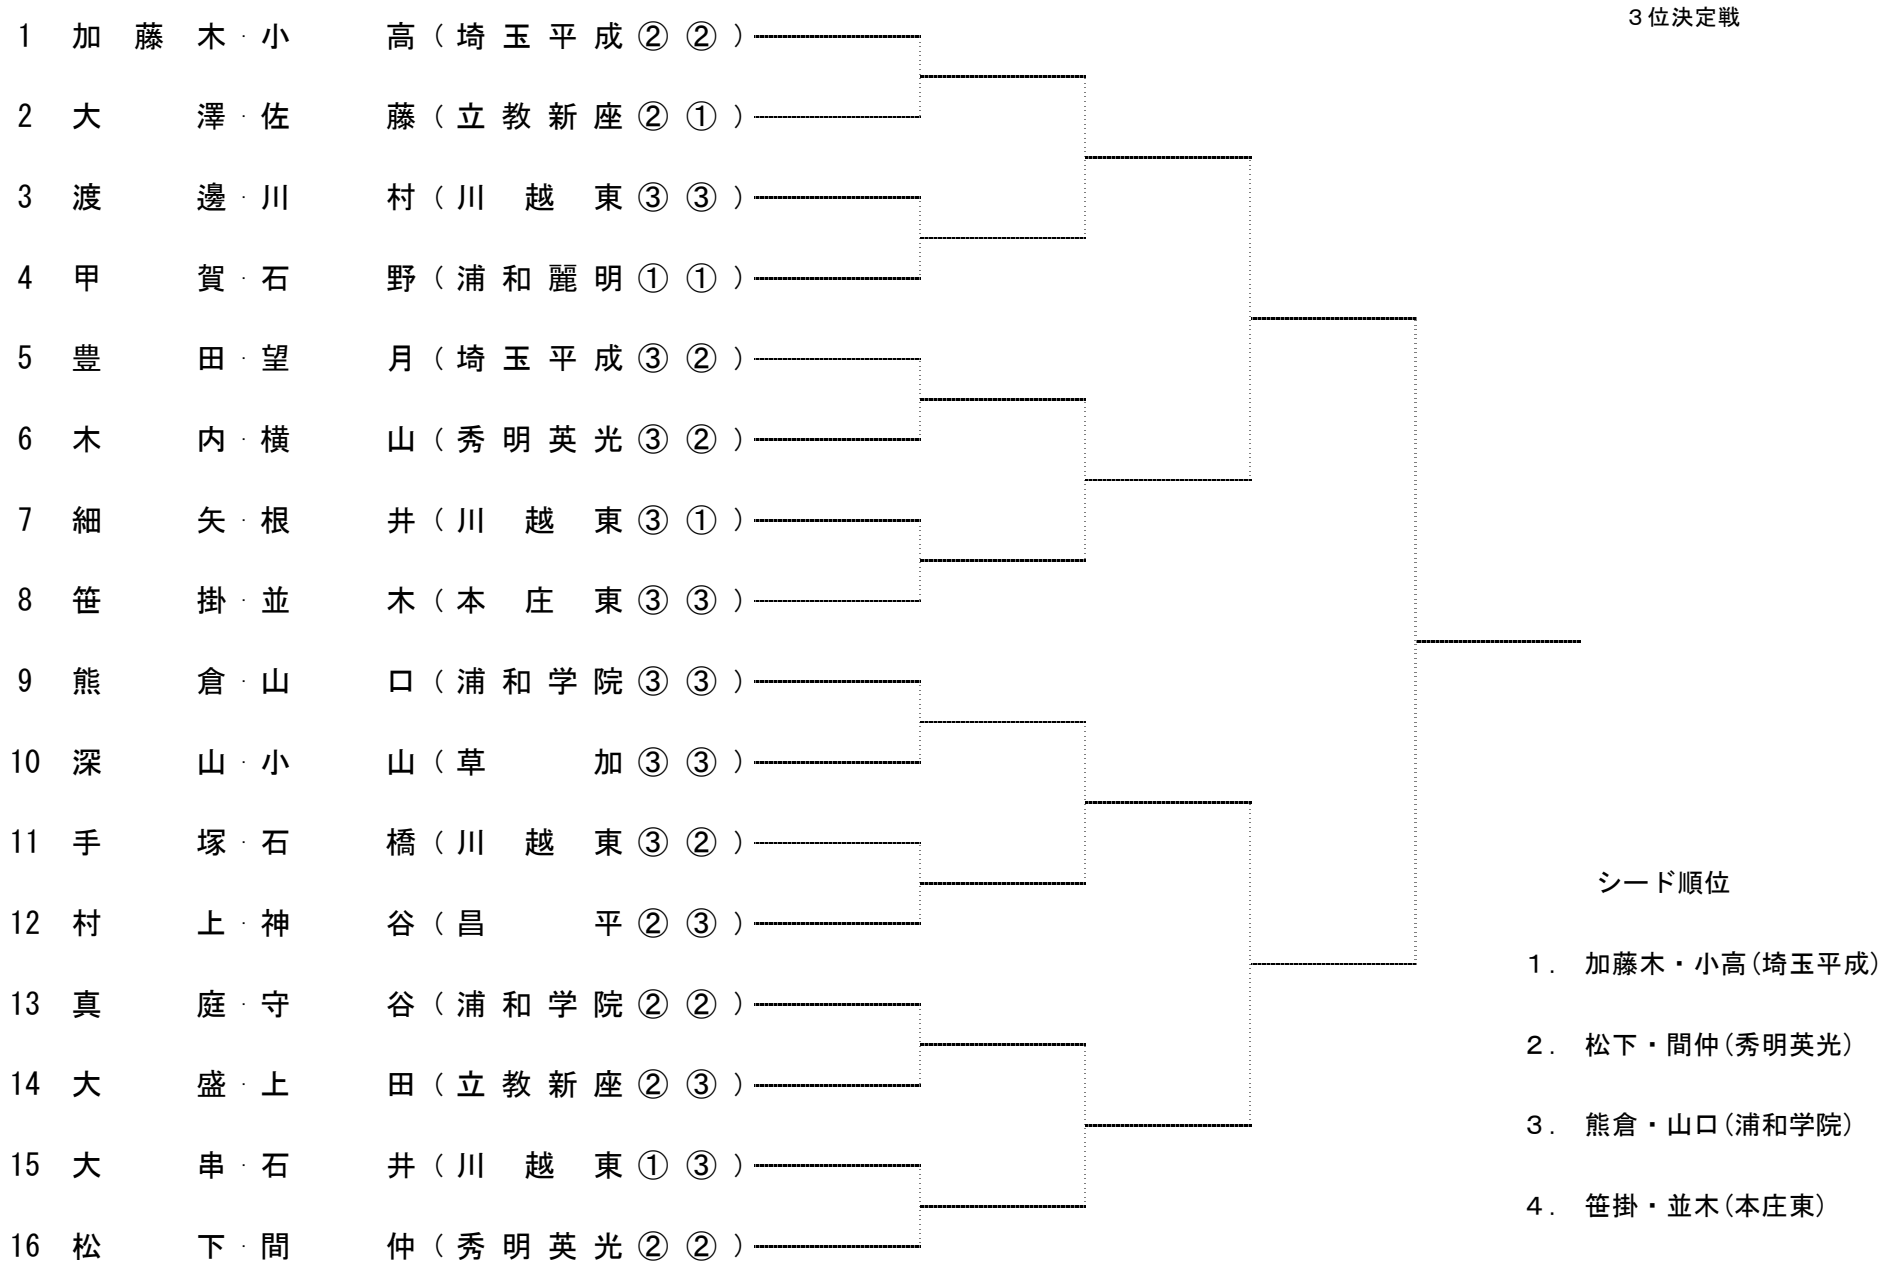 3位決定戦
1 加藤木・小高(埼玉平成②②)
2 大澤・佐藤(立教新座②①)
3 渡邊・川村(川越東③③)
4 甲賀・石野(浦和麗明①①)
5 豊田・望月(埼玉平成③②)
6 木内・横山(秀明英光③②)
7 細矢・根井(川越東③①)
8 笹掛・並木(本庄東③③)
9 熊倉・山口(浦和学院③③)
10 深山・小山(草加③③)
11 手塚・石橋(川越東③②)
12 村上・神谷(昌平②③)
13 真庭・守谷(浦和学院②②)
14 大盛・上田(立教新座②③)
15 大串・石井(川越東①③)
16 松下・間仲(秀明英光②②)
シード順位
1. 加藤木・小高(埼玉平成)
2. 松下・間仲(秀明英光)
3. 熊倉・山口(浦和学院)
4. 笹掛・並木(本庄東)